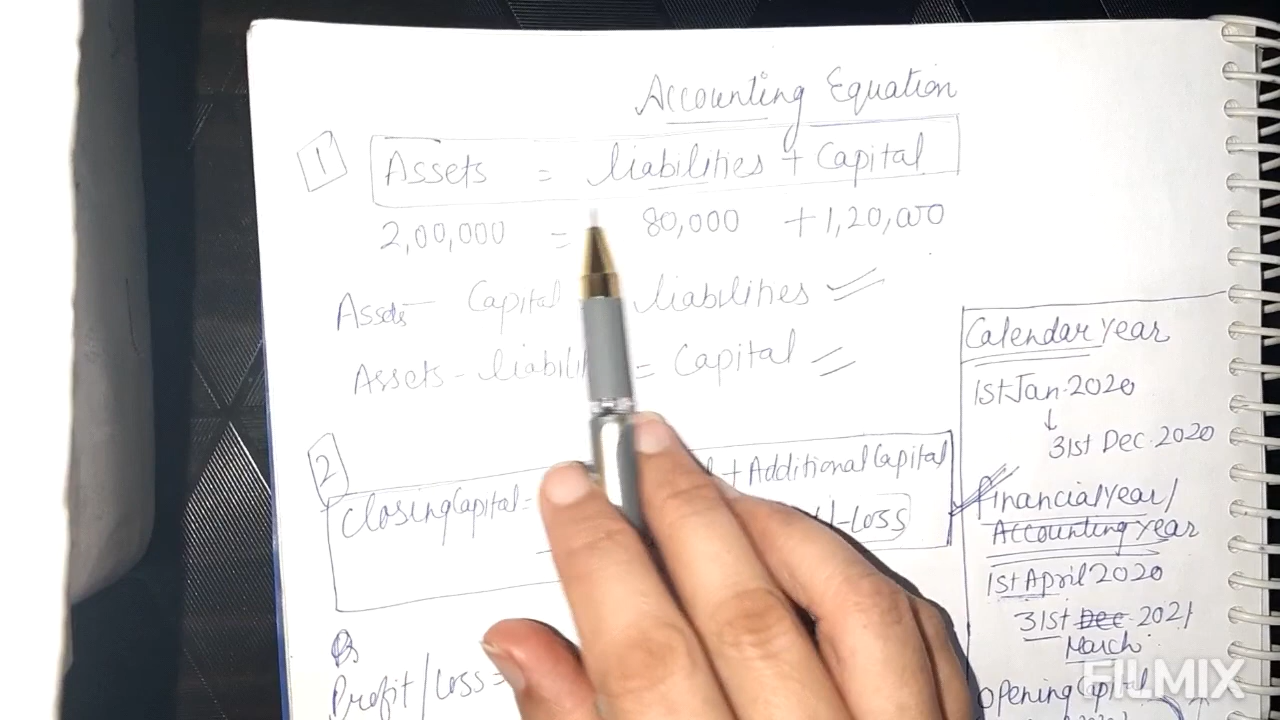 Accounting Equation
1
Assets = Liabilities + Capital
2,00,000 = 80,000 + 1,20,000
Assets - Capital Liabilities
Assets - Liabili = Capital
2
Closing Capital = + Additional Capital
- Loss
Profit/Loss =
Calendar Year
1st Jan. 2020
↓
31st Dec. 2020
Financial Year/
Accounting Year
1st April 2020
31st Dec 2021
March
Opening Capital
FILMIX